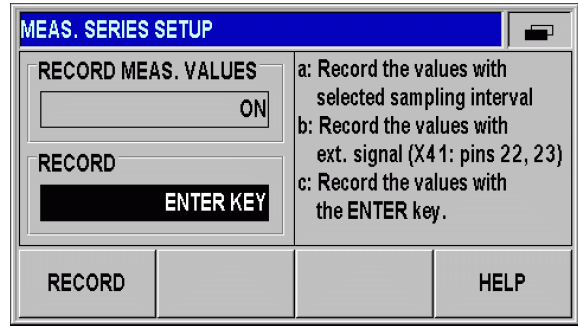 MEAS. SERIES SETUP
RECORD MEAS. VALUES
ON
RECORD
ENTER KEY
a: Record the values with
selected sampling interval
b: Record the values with
ext. signal (X41: pins 22, 23)
c: Record the values with
the ENTER key.
RECORD
HELP